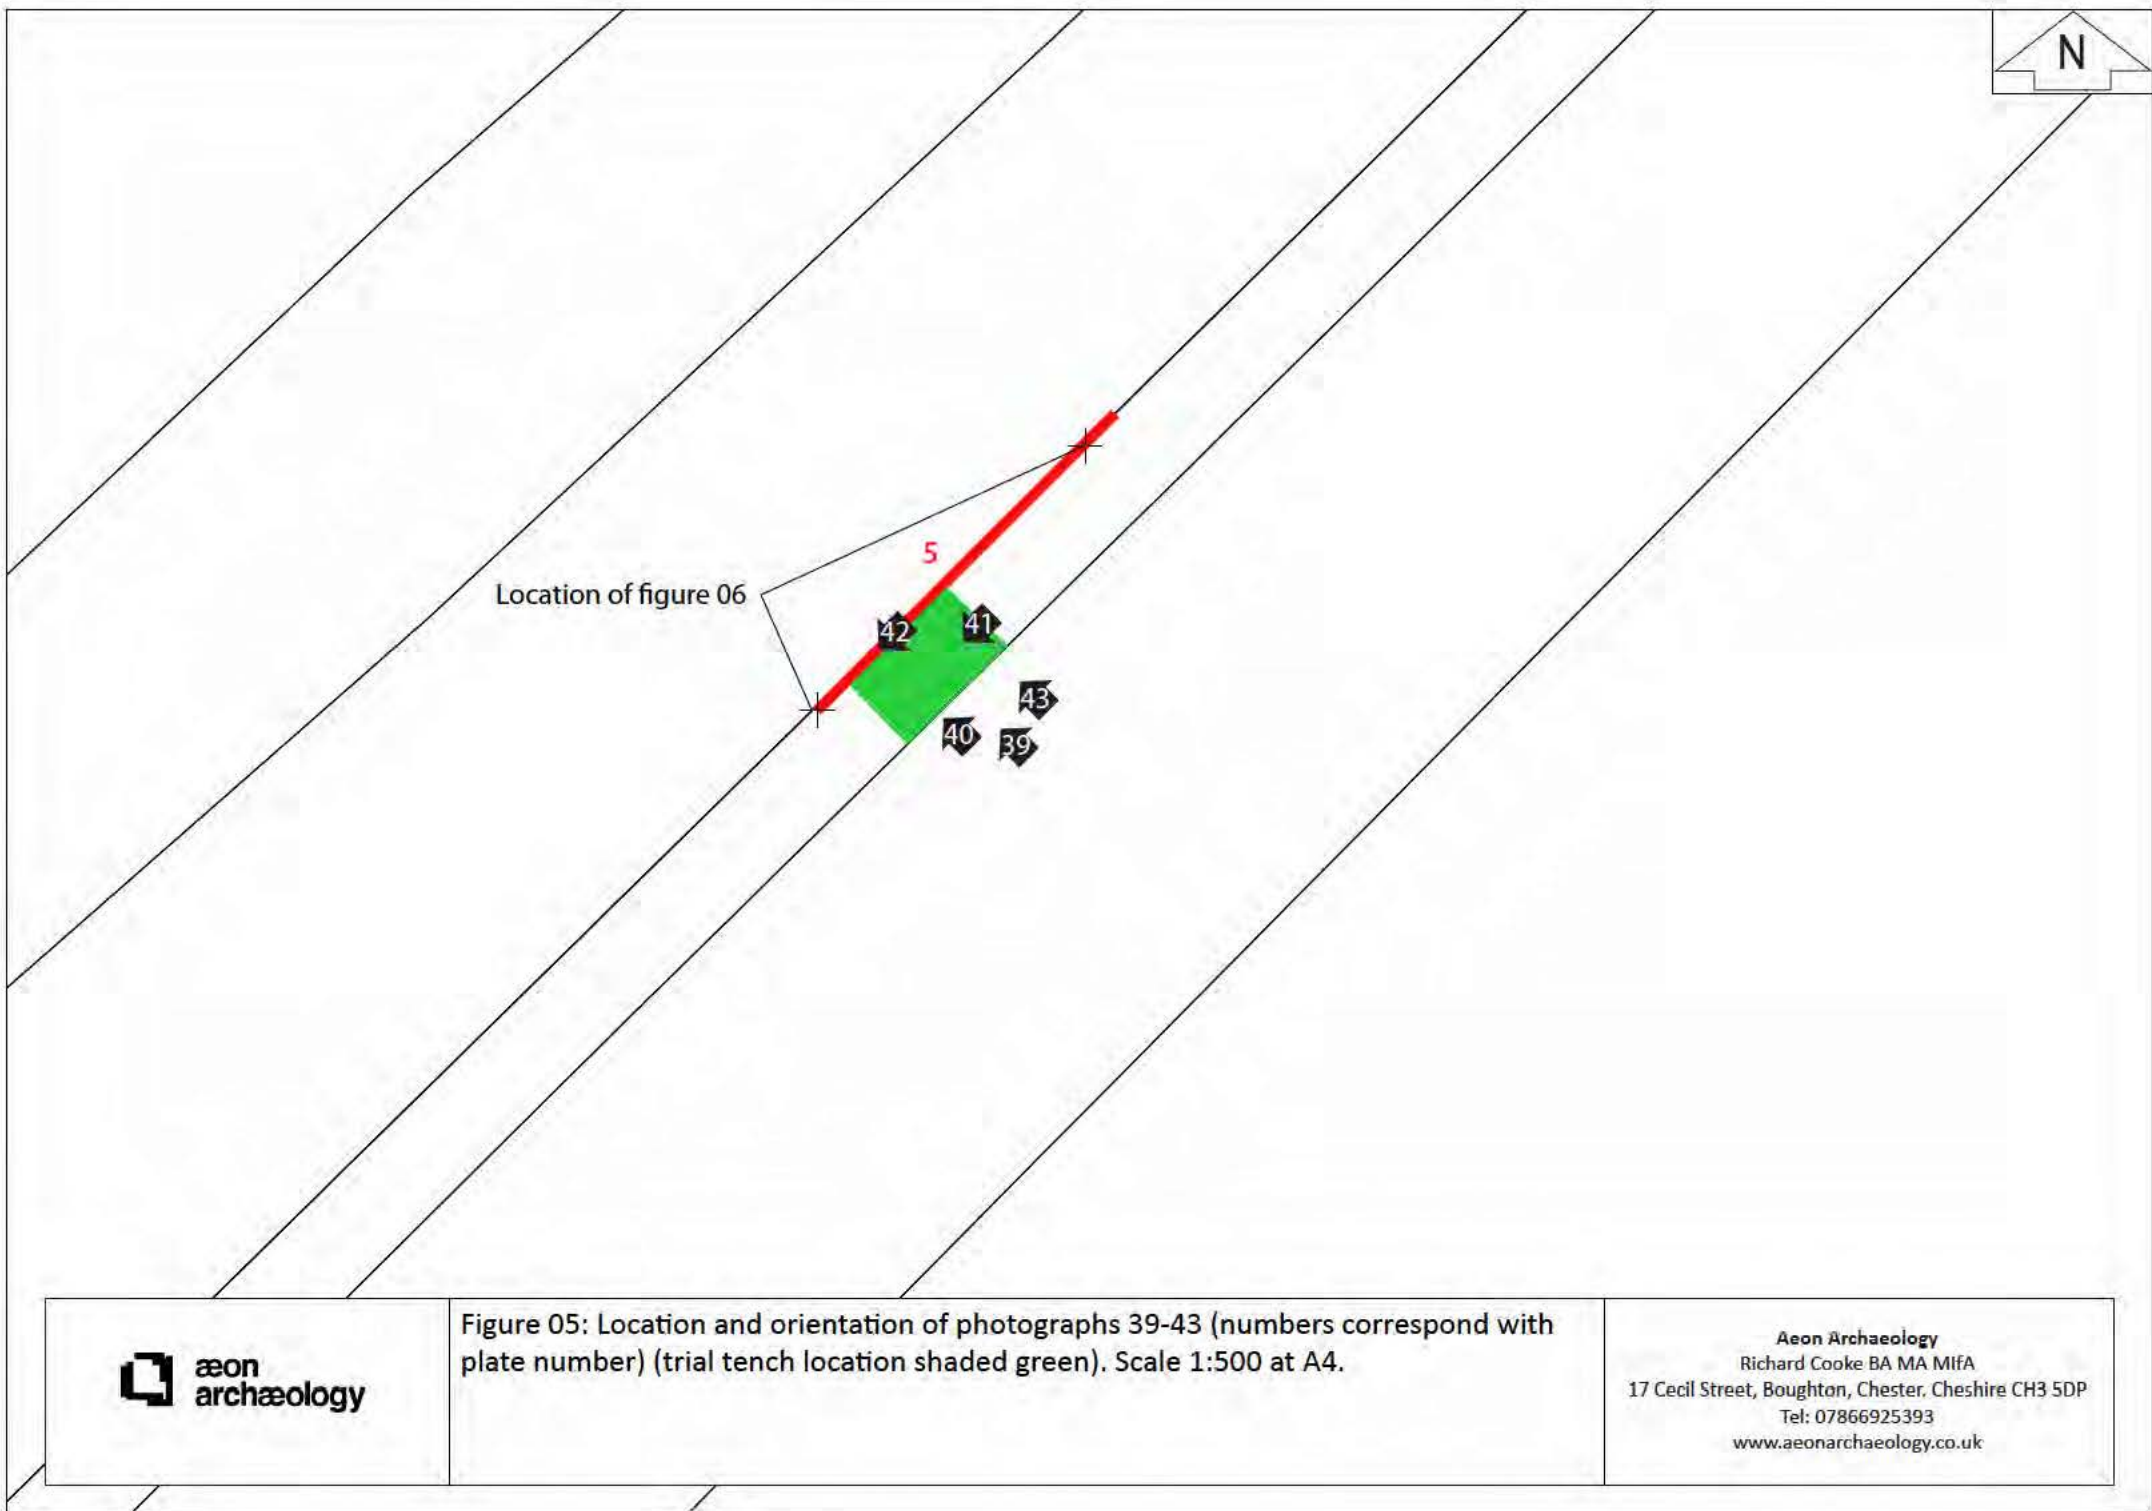 N
5
Location of figure 06
42
41
43
40
39
æon
archæology
Figure 05: Location and orientation of photographs 39-43 (numbers correspond with
plate number) (trial tench location shaded green). Scale 1:500 at A4.
Aeon Archaeology
Richard Cooke BA MA MIfA
17 Cecil Street, Boughton, Chester. Cheshire CH3 5DP
Tel: 07866925393
www.aeonarchaeology.co.uk